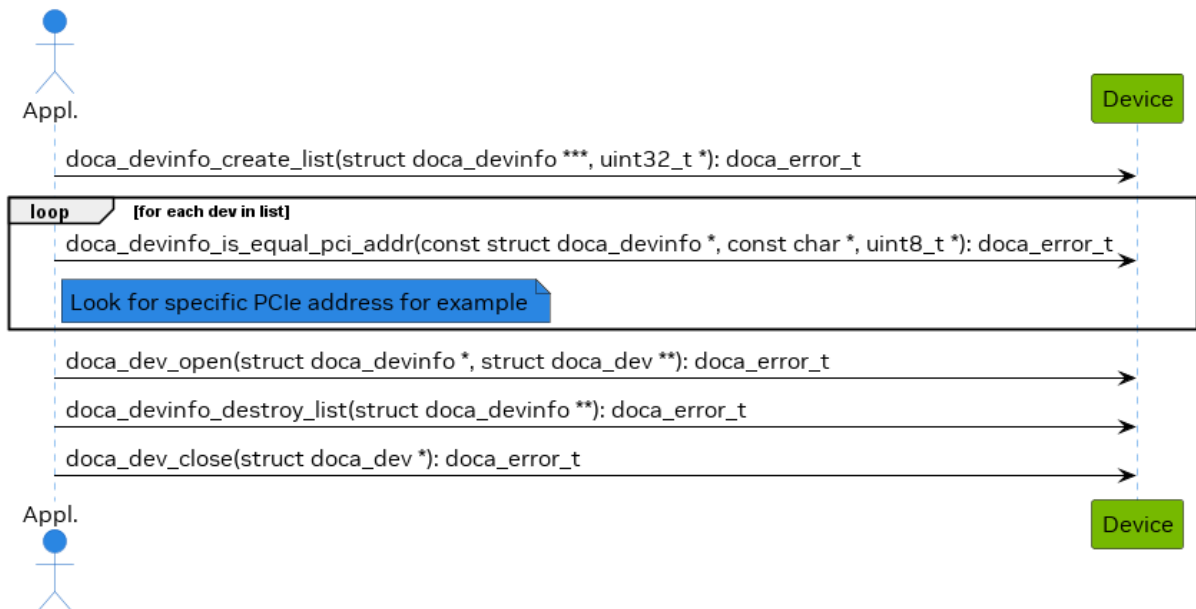 Appl.
Device
doca_devinfo_create_list(struct doca_devinfo ***, uint32_t *): doca_error_t
loop [for each dev in list]
doca_devinfo_is_equal_pci_addr(const struct doca_devinfo *, const char *, uint8_t *): doca_error_t
Look for specific PCIe address for example
doca_dev_open(struct doca_devinfo *, struct doca_dev **): doca_error_t
doca_devinfo_destroy_list(struct doca_devinfo **): doca_error_t
doca_dev_close(struct doca_dev *): doca_error_t
Appl.
Device